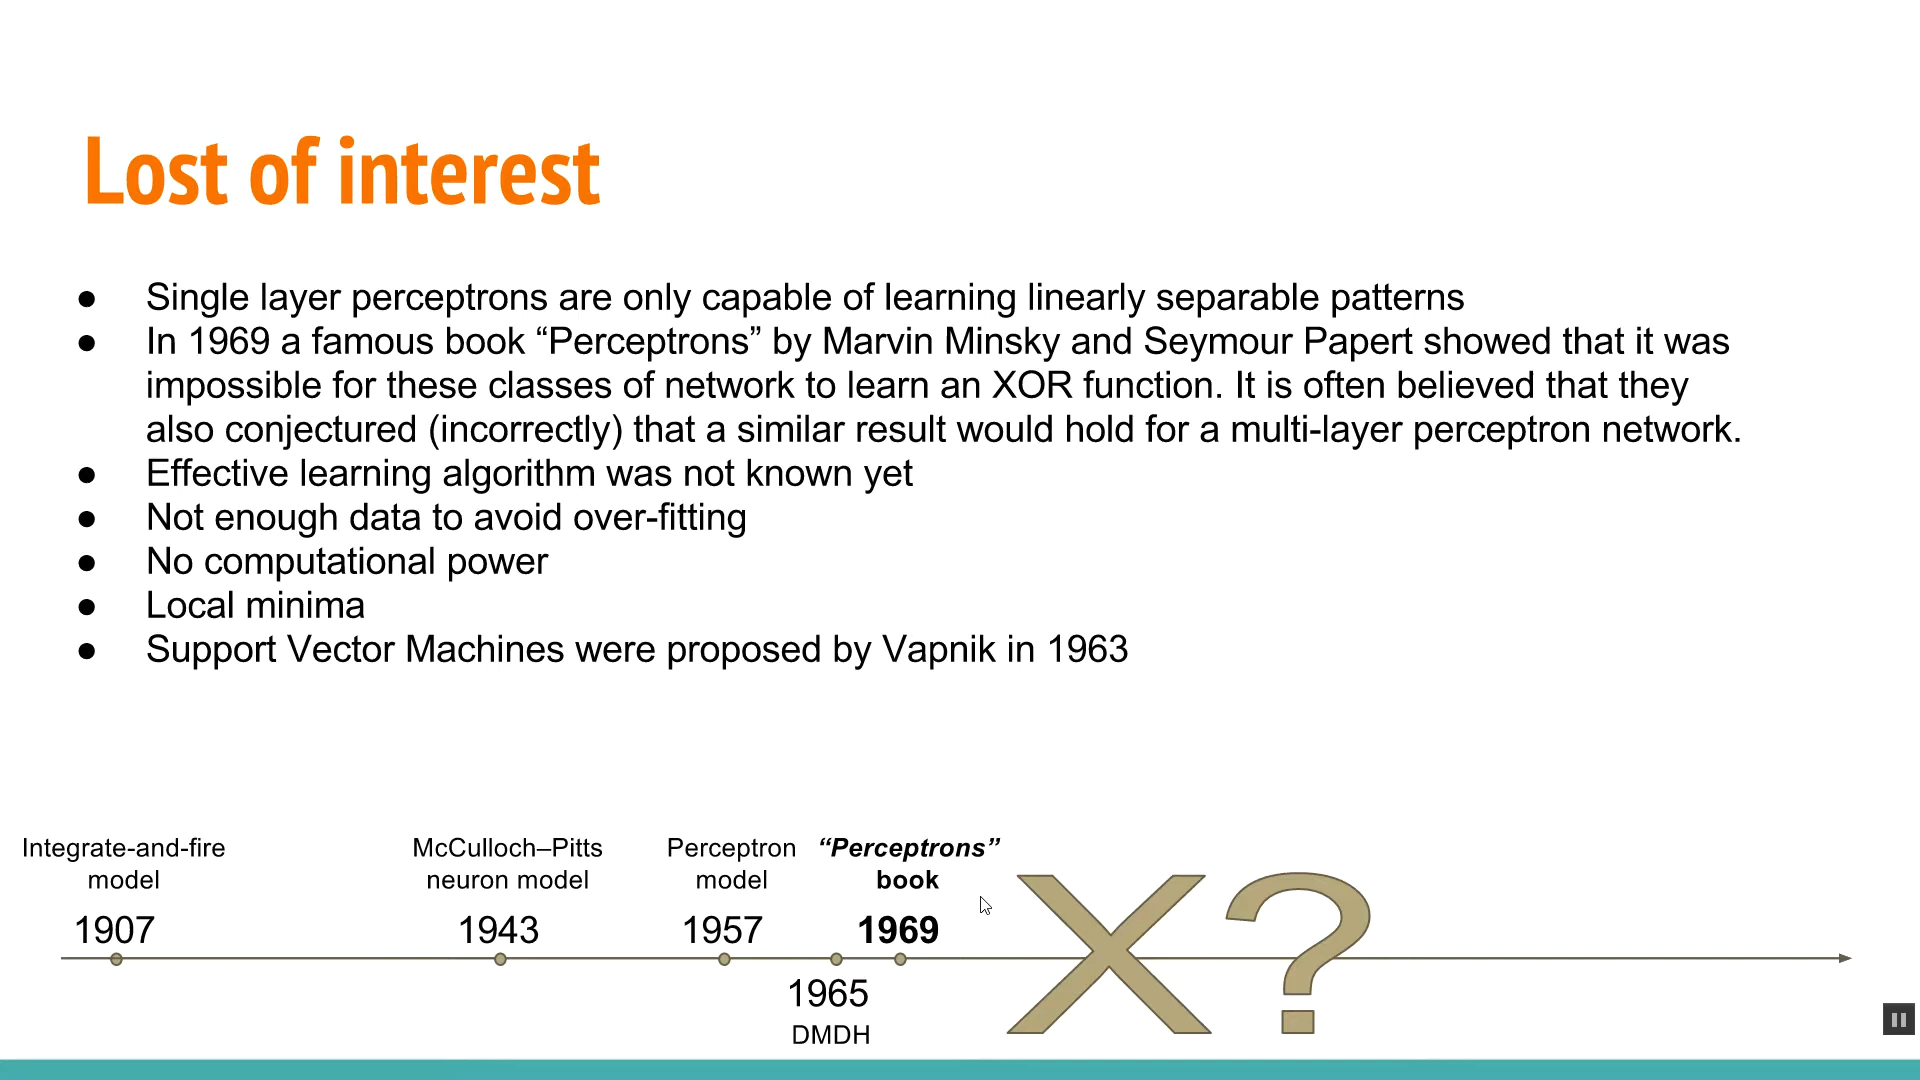 Lost of interest
● Single layer perceptrons are only capable of learning linearly separable patterns
● In 1969 a famous book “Perceptrons” by Marvin Minsky and Seymour Papert showed that it was
impossible for these classes of network to learn an XOR function. It is often believed that they
also conjectured (incorrectly) that a similar result would hold for a multi-layer perceptron network.
● Effective learning algorithm was not known yet
● Not enough data to avoid over-fitting
● No computational power
● Local minima
● Support Vector Machines were proposed by Vapnik in 1963
Integrate-and-fire
model
1907
McCulloch–Pitts
neuron model
1943
Perceptron
model
1957
“Perceptrons”
book
1969
1965
DMDH
X?